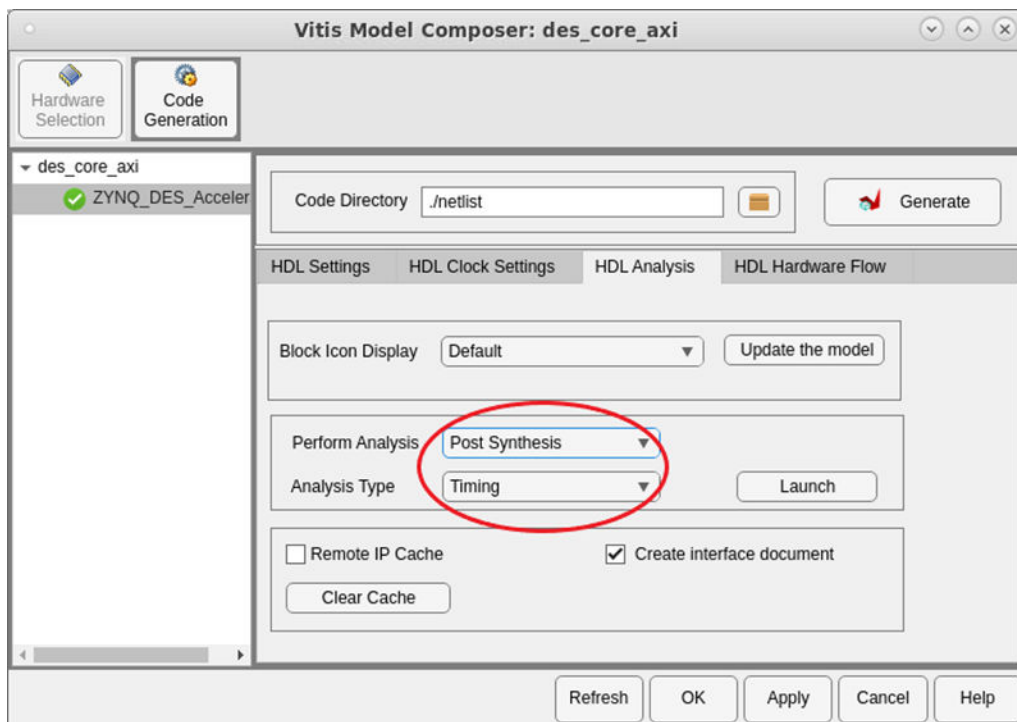 Vitis Model Composer: des_core_axi
Hardware
Selection
Code
Generation
des_core_axi
ZYNQ_DES_Acceler
Code Directory ./netlist Generate
HDL Settings HDL Clock Settings HDL Analysis HDL Hardware Flow
Block Icon Display Default Update the model
Perform Analysis Post Synthesis
Analysis Type Timing Launch
Remote IP Cache Create interface document
Clear Cache
Refresh OK Apply Cancel Help